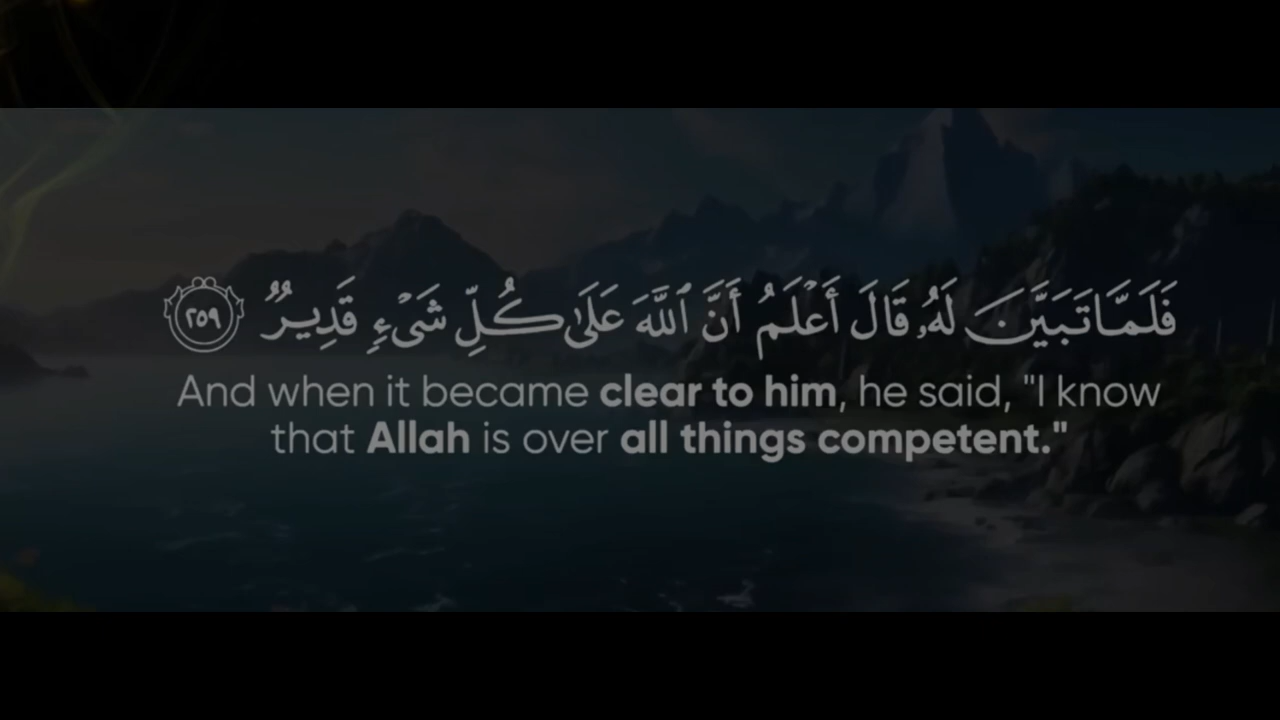 فَلَمَّا تَبَيَّنَ لَهُۥ قَالَ أَعْلَمُ أَنَّ ٱللَّهَ عَلَىٰ كُلِّ شَىْءٍ قَدِيرٌ ٢٥٩
And when it became clear to him, he said, "I know
that Allah is over all things competent."